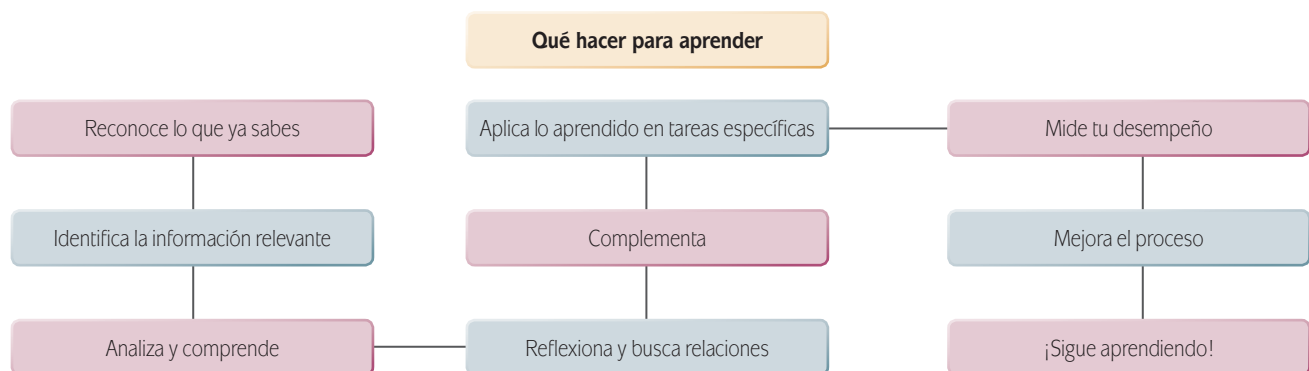 Qué hacer para aprender
Reconoce lo que ya sabes
Identifica la información relevante
Analiza y comprende
Reflexiona y busca relaciones
Complementa
Aplica lo aprendido en tareas específicas
Mide tu desempeño
Mejora el proceso
¡Sigue aprendiendo!